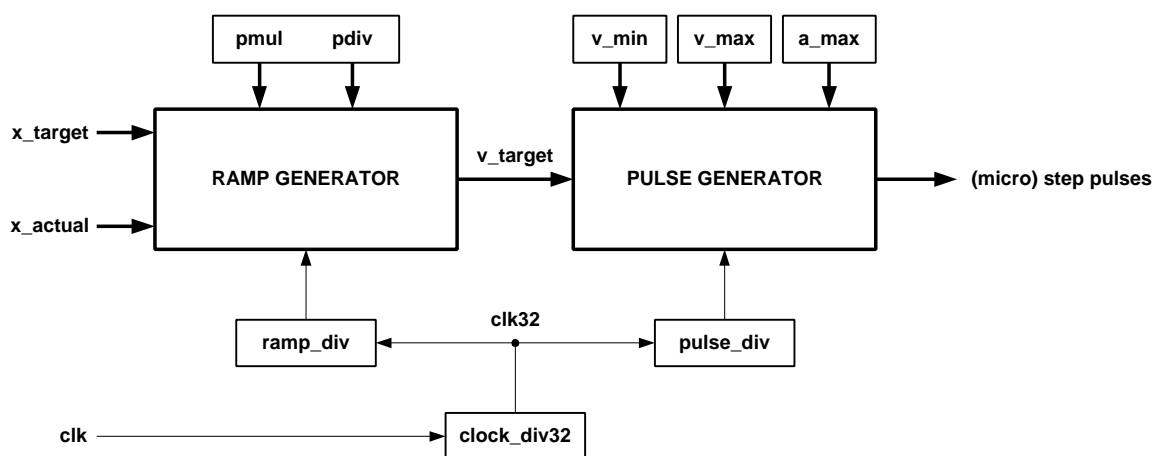 pmul pdiv
v_min
v_max
a_max
x_target
x_actual
RAMP GENERATOR
v_target
PULSE GENERATOR
(micro) step pulses
ramp_div
clk32
pulse_div
clk
clock_div32